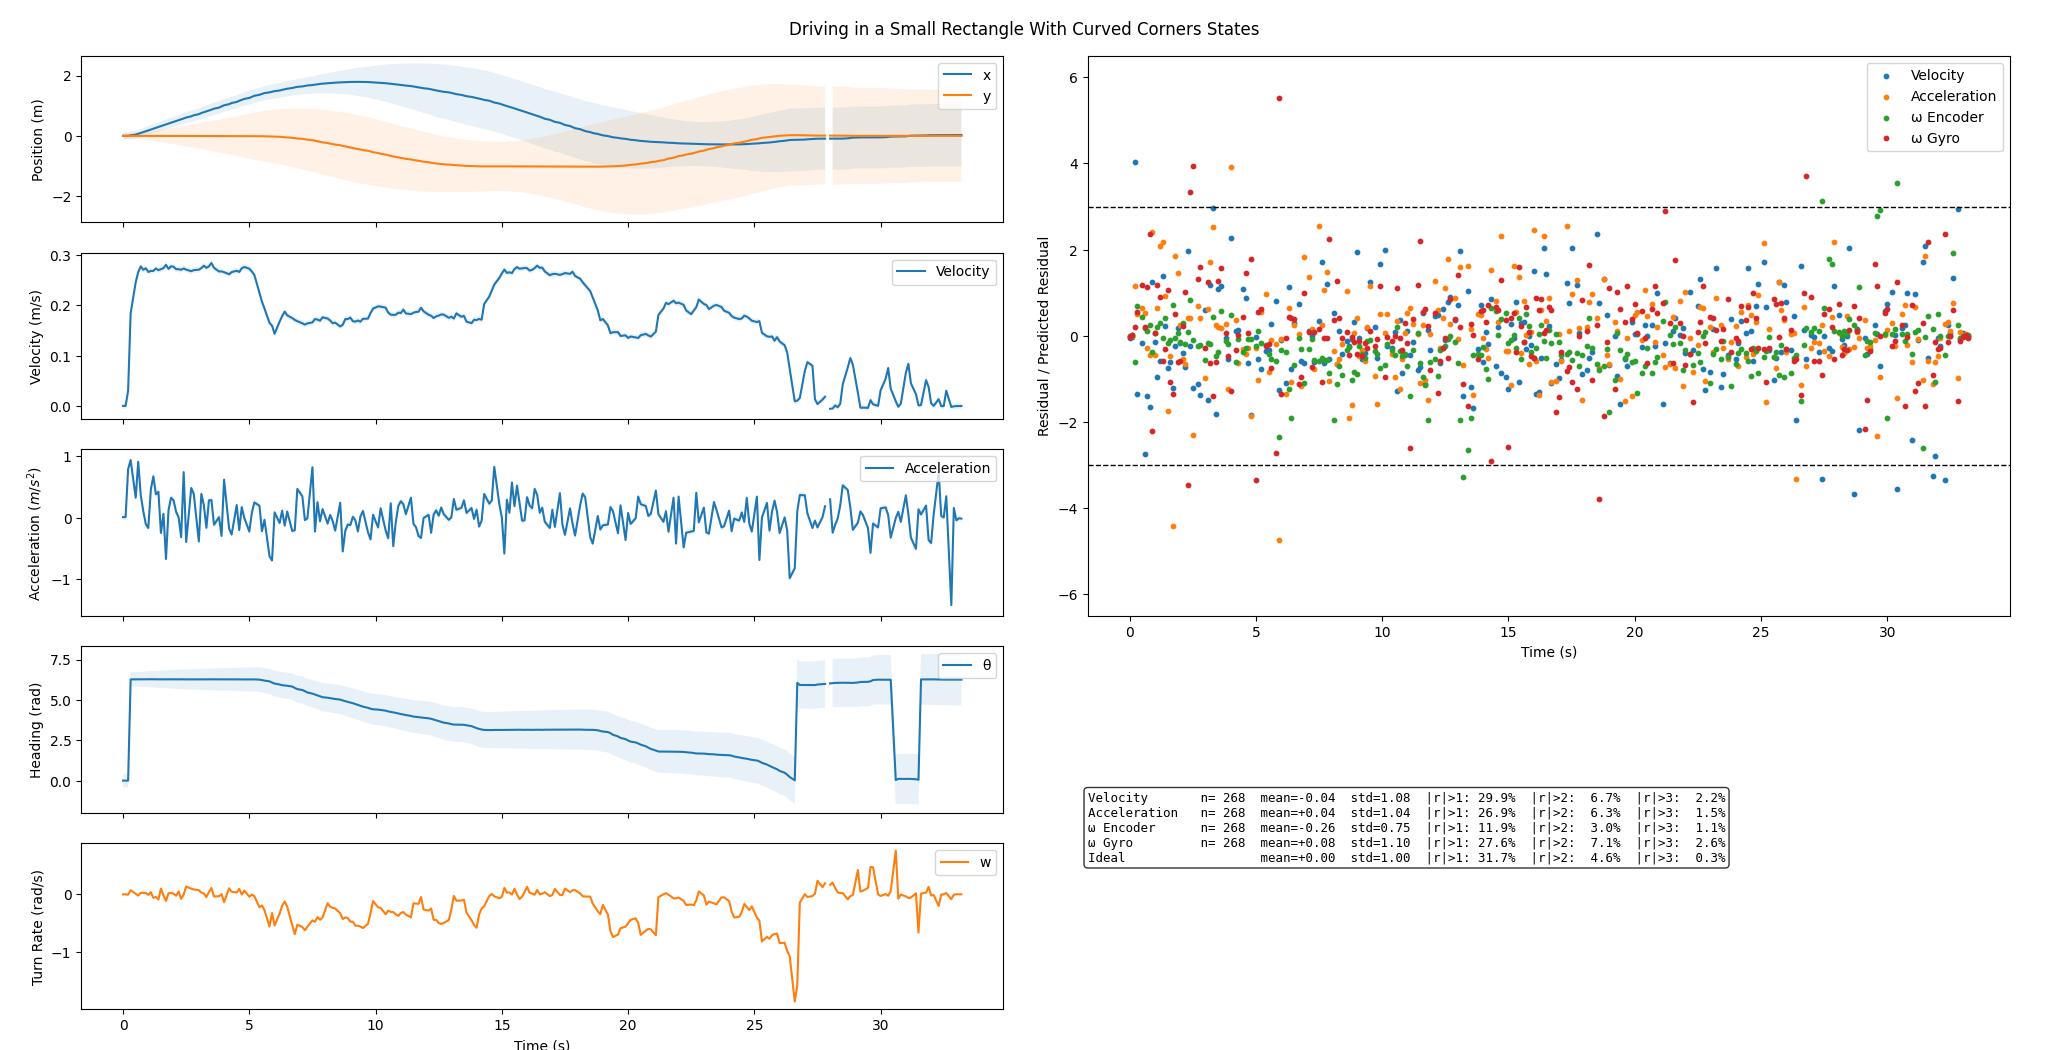 Driving in a Small Rectangle With Curved Corners States
Position (m)
2
0
−2
x
y
Velocity (m/s)
0.3
0.2
0.1
0.0
Velocity
Acceleration (m/s²)
1
0
−1
Acceleration
Heading (rad)
7.5
5.0
2.5
0.0
θ
Turn Rate (rad/s)
0
−1
w
0 5 10 15 20 25 30
Time (s)
Residual / Predicted Residual
6
4
2
0
−2
−4
−6
Velocity
Acceleration
ω Encoder
ω Gyro
0 5 10 15 20 25 30
Time (s)
Velocity n= 268 mean=-0.04 std=1.08 |r|>1: 29.9% |r|>2: 6.7% |r|>3: 2.2%
Acceleration n= 268 mean=+0.04 std=1.04 |r|>1: 26.9% |r|>2: 6.3% |r|>3: 1.5%
ω Encoder n= 268 mean=-0.26 std=0.75 |r|>1: 11.9% |r|>2: 3.0% |r|>3: 1.1%
ω Gyro n= 268 mean=+0.08 std=1.10 |r|>1: 27.6% |r|>2: 7.1% |r|>3: 2.6%
Ideal mean=+0.00 std=1.00 |r|>1: 31.7% |r|>2: 4.6% |r|>3: 0.3%